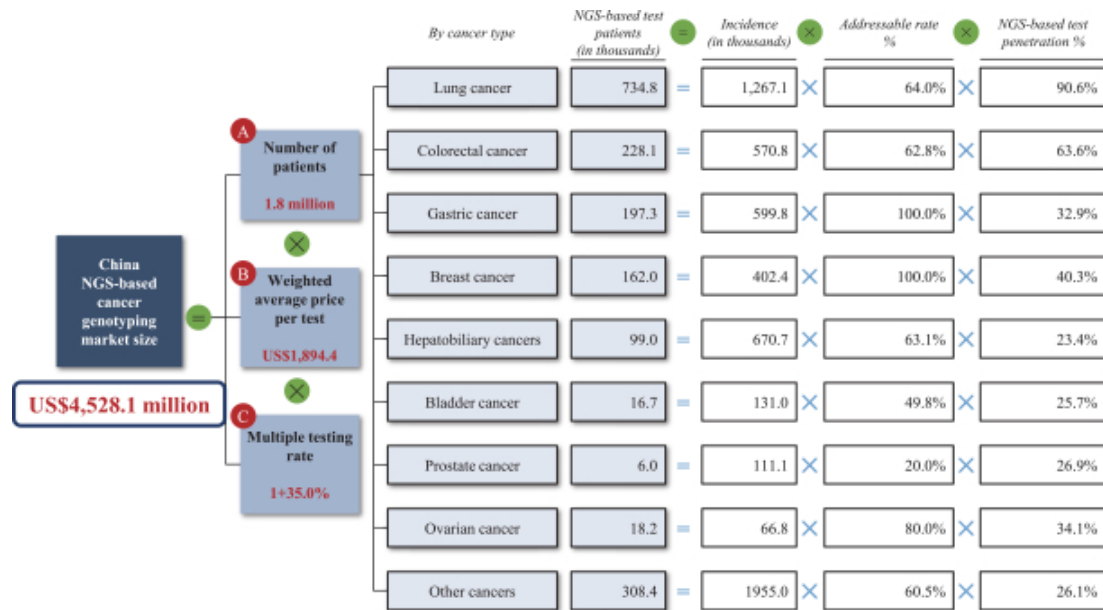 By cancer type
NGS-based test
patients
(in thousands)
=
Incidence
(in thousands)
×
Addressable rate
%
×
NGS-based test
penetration %
Lung cancer 734.8 = 1,267.1 × 64.0% × 90.6%
A
Number of
patients
1.8 million
Colorectal cancer 228.1 = 570.8 × 62.8% × 63.6%
Gastric cancer 197.3 = 599.8 × 100.0% × 32.9%
×
China
NGS-based
cancer
genotyping
market size
=
US$4,528.1 million
B
Weighted
average price
per test
US$1,894.4
Breast cancer 162.0 = 402.4 × 100.0% × 40.3%
Hepatobiliary cancers 99.0 = 670.7 × 63.1% × 23.4%
×
Bladder cancer 16.7 = 131.0 × 49.8% × 25.7%
C
Multiple testing
rate
1+35.0%
Prostate cancer 6.0 = 111.1 × 20.0% × 26.9%
Ovarian cancer 18.2 = 66.8 × 80.0% × 34.1%
Other cancers 308.4 = 1955.0 × 60.5% × 26.1%